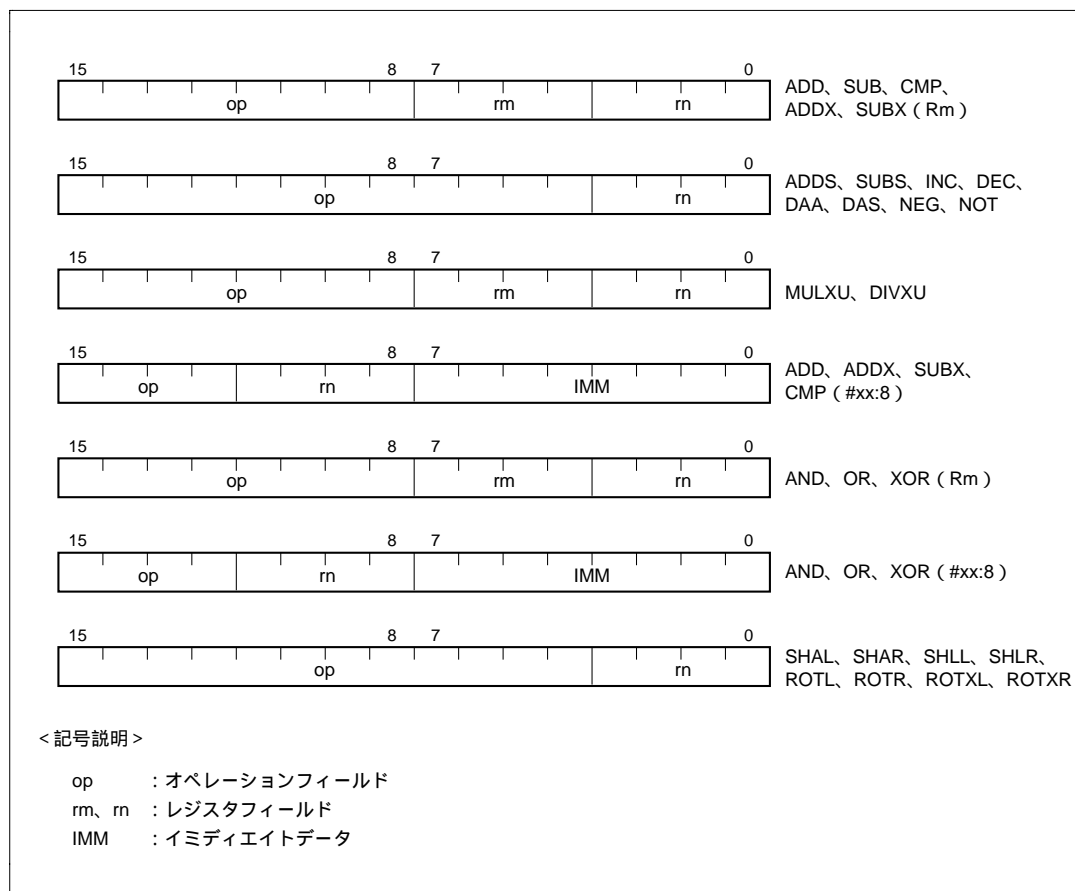 15 8 7 0
op rm rn
ADD、SUB、CMP、
ADDX、SUBX（Rm）
15 8 7 0
op rn
ADDS、SUBS、INC、DEC、
DAA、DAS、NEG、NOT
15 8 7 0
op rm rn
MULXU、DIVXU
15 8 7 0
op rn IMM
ADD、ADDX、SUBX、
CMP（#xx:8）
15 8 7 0
op rm rn
AND、OR、XOR（Rm）
15 8 7 0
op rn IMM
AND、OR、XOR（#xx:8）
15 8 7 0
op rn
SHAL、SHAR、SHLL、SHLR、
ROTL、ROTR、ROTXL、ROTXR
<記号説明>
op ：オペレーションフィールド
rm、rn ：レジスタフィールド
IMM ：イミディエイトデータ